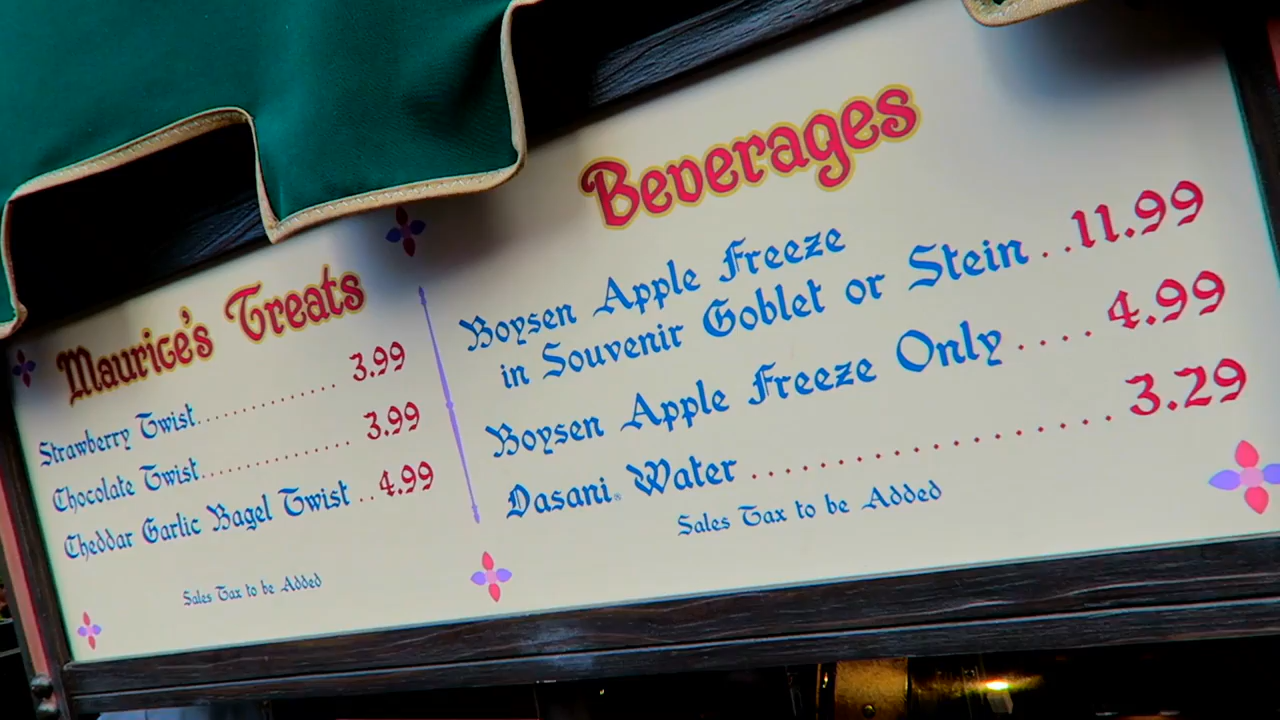 Maurice's Treats
Strawberry Twist.................. 3.99
Chocolate Twist.................... 3.99
Cheddar Garlic Bagel Twist ..4.99
Sales Tax to be Added
Beverages
Boysen Apple Freeze
in Souvenir Goblet or Stein . .11.99
Boysen Apple Freeze Only . . . . . 4.99
Dasani® Water . . . . . . . . . . . . . . . . . . . . 3.29
Sales Tax to be Added